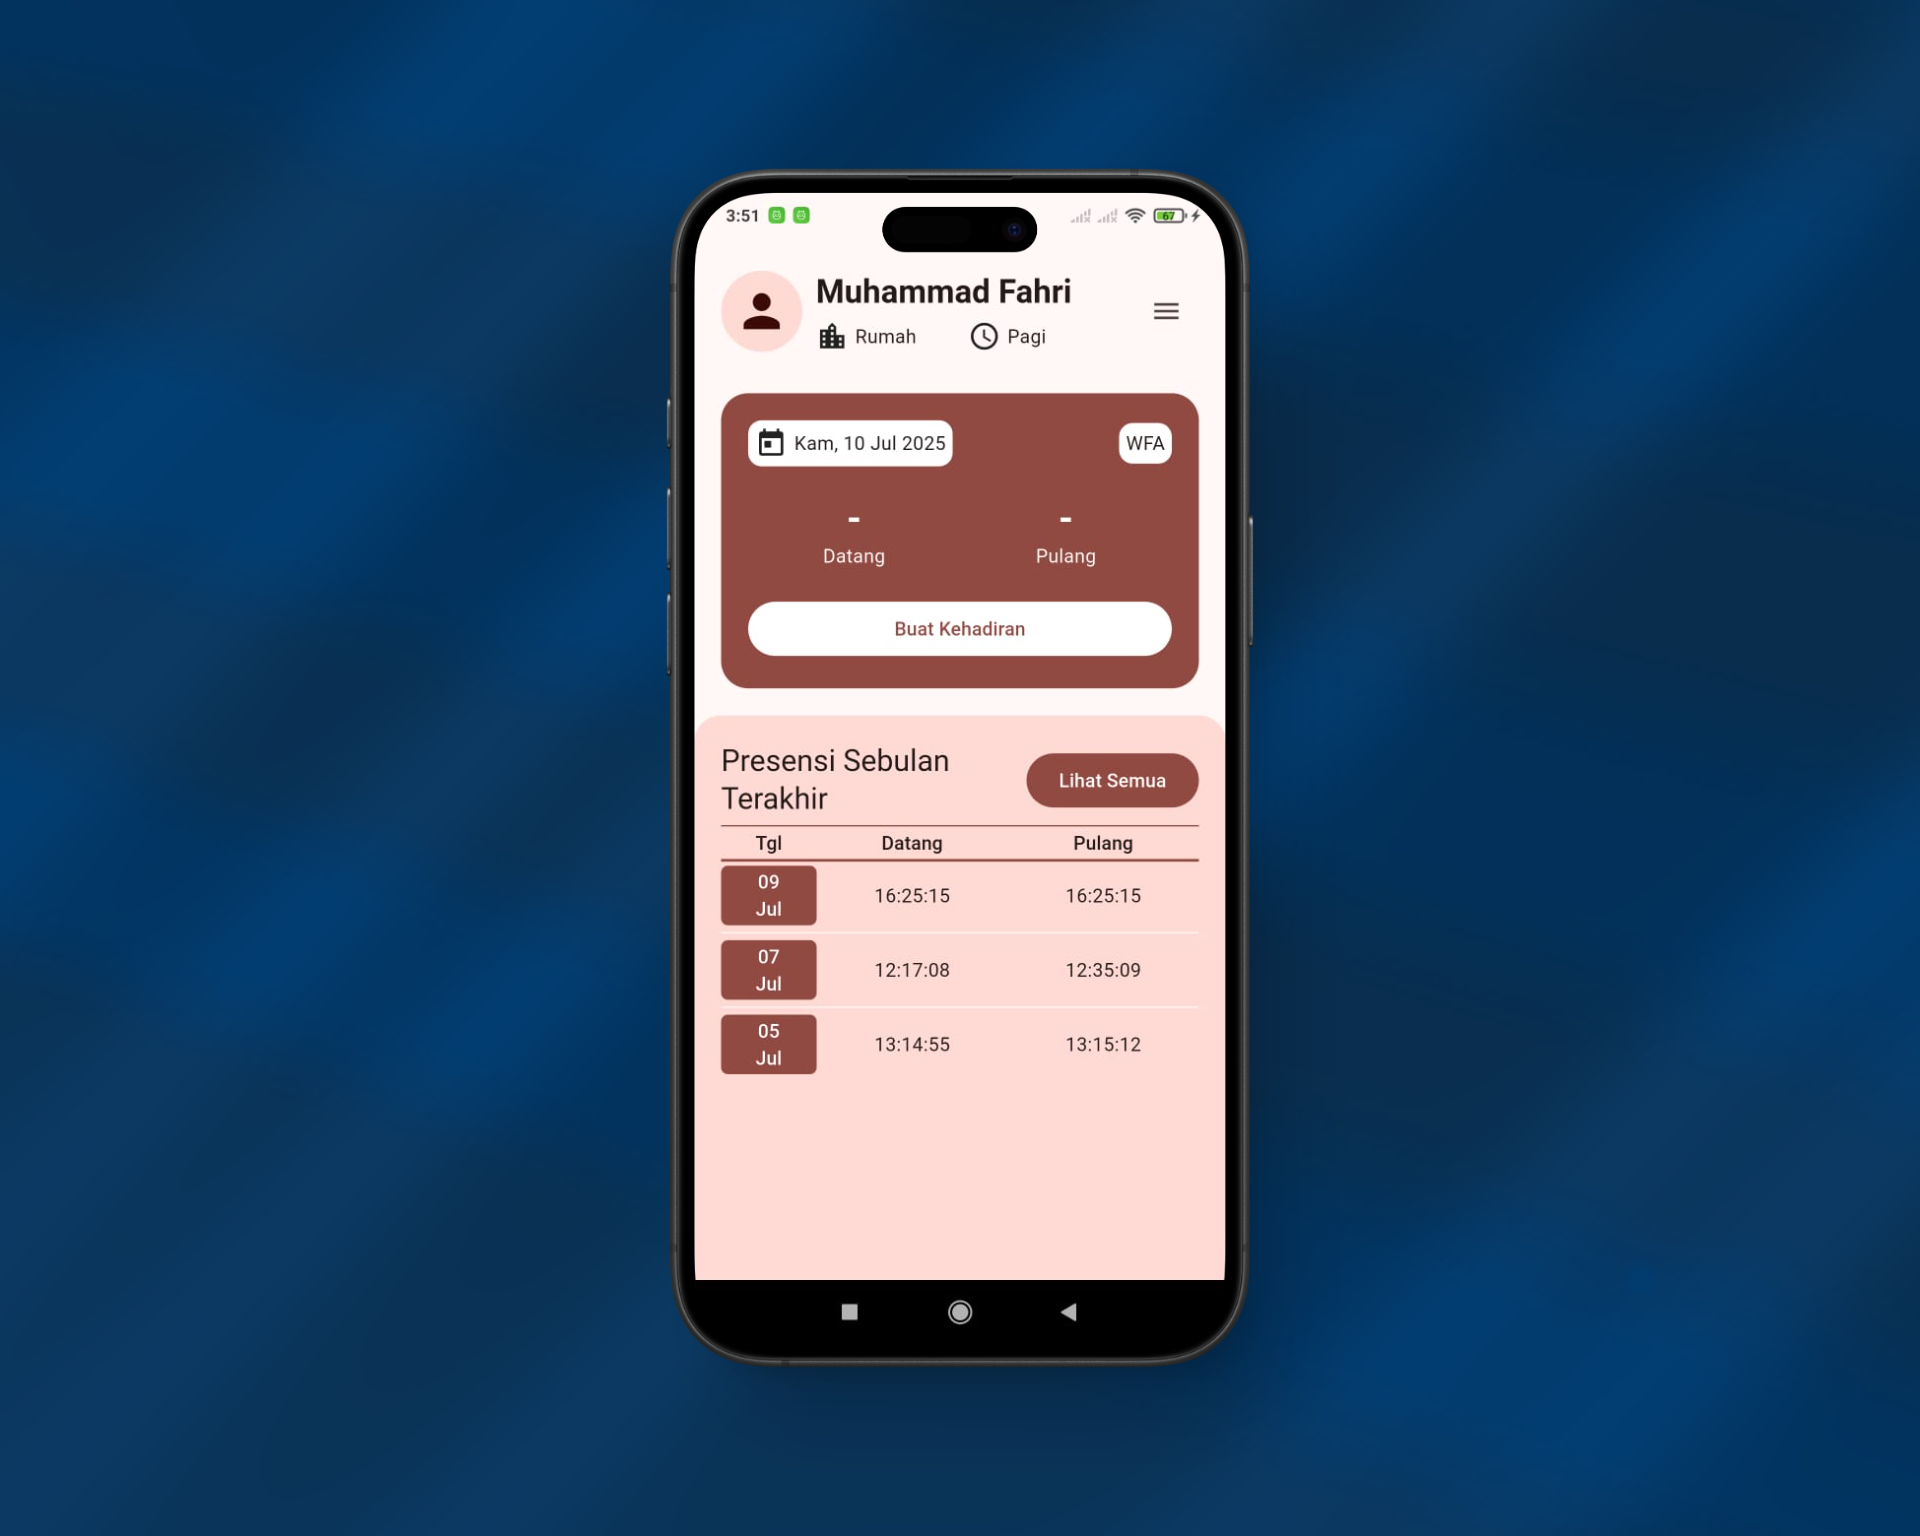 3:51
67
Muhammad Fahri
Rumah
Pagi
Kam, 10 Jul 2025
WFA
- -
Datang Pulang
Buat Kehadiran
Presensi Sebulan
Terakhir
Lihat Semua
Tgl Datang Pulang
09
Jul
16:25:15 16:25:15
07
Jul
12:17:08 12:35:09
05
Jul
13:14:55 13:15:12